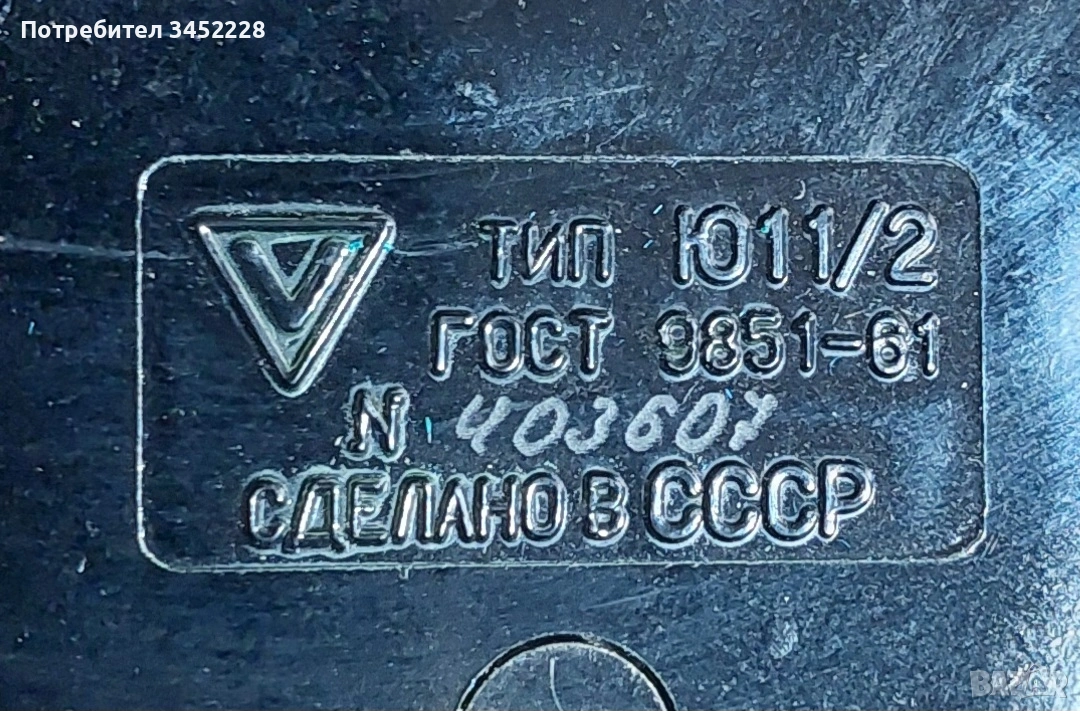 Потребител 3452228
ТИП Ю11/2
ГОСТ 9851-61
N 403607
СДЕЛАНО В СССР